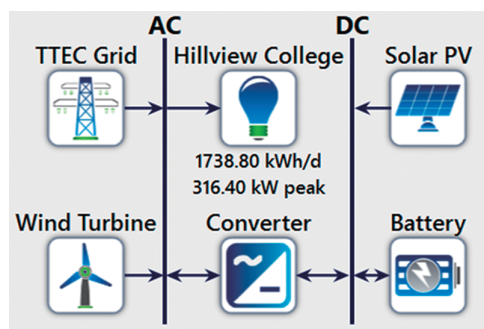 AC
DC
TTEC Grid
Hillview College
Solar PV
1738.80 kWh/d
316.40 kW peak
Wind Turbine
Converter
Battery